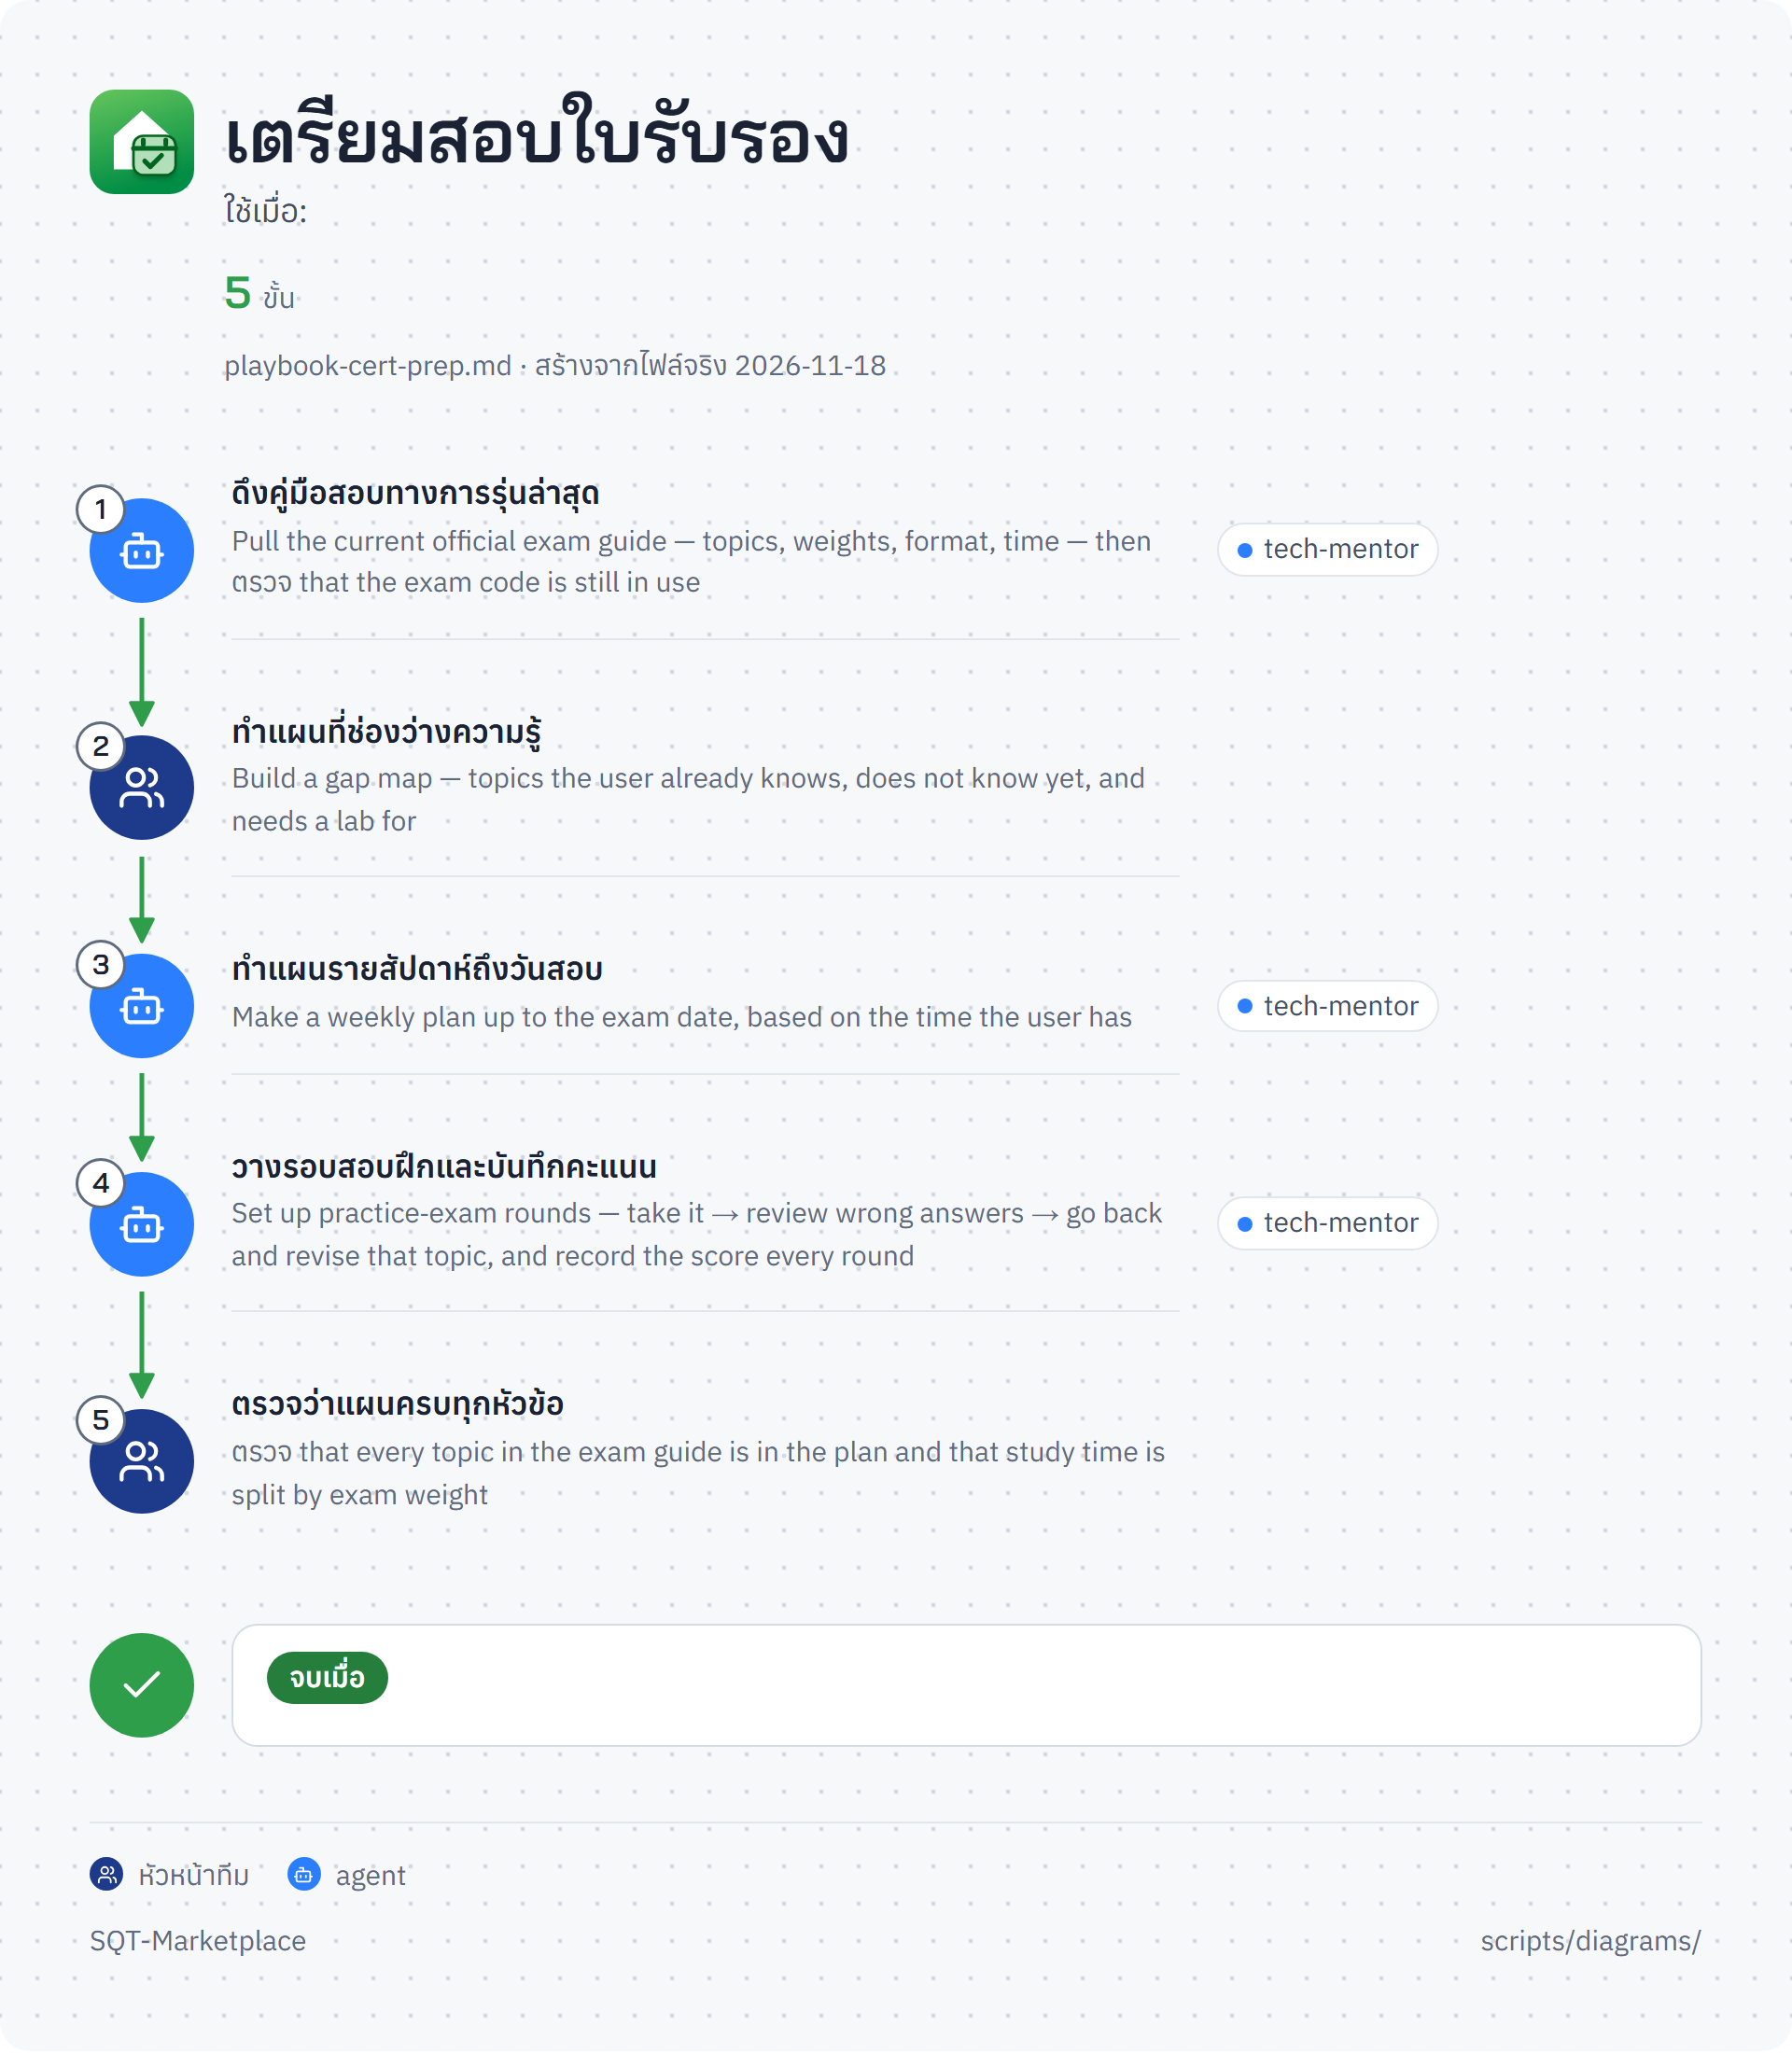 เตรียมสอบใบรับรอง
ใช้เมื่อ:
5 ขั้น
playbook-cert-prep.md · สร้างจากไฟล์จริง 2026-11-18
1
ดึงคู่มือสอบทางการรุ่นล่าสุด
Pull the current official exam guide — topics, weights, format, time — then
ตรวจ that the exam code is still in use
tech-mentor
2
ทำแผนที่ช่องว่างความรู้
Build a gap map — topics the user already knows, does not know yet, and
needs a lab for
3
ทำแผนรายสัปดาห์ถึงวันสอบ
Make a weekly plan up to the exam date, based on the time the user has
tech-mentor
4
วางรอบสอบฝึกและบันทึกคะแนน
Set up practice-exam rounds — take it → review wrong answers → go back
and revise that topic, and record the score every round
tech-mentor
5
ตรวจว่าแผนครบทุกหัวข้อ
ตรวจ that every topic in the exam guide is in the plan and that study time is
split by exam weight
จบเมื่อ
หัวหน้าทีม agent
SQT-Marketplace scripts/diagrams/